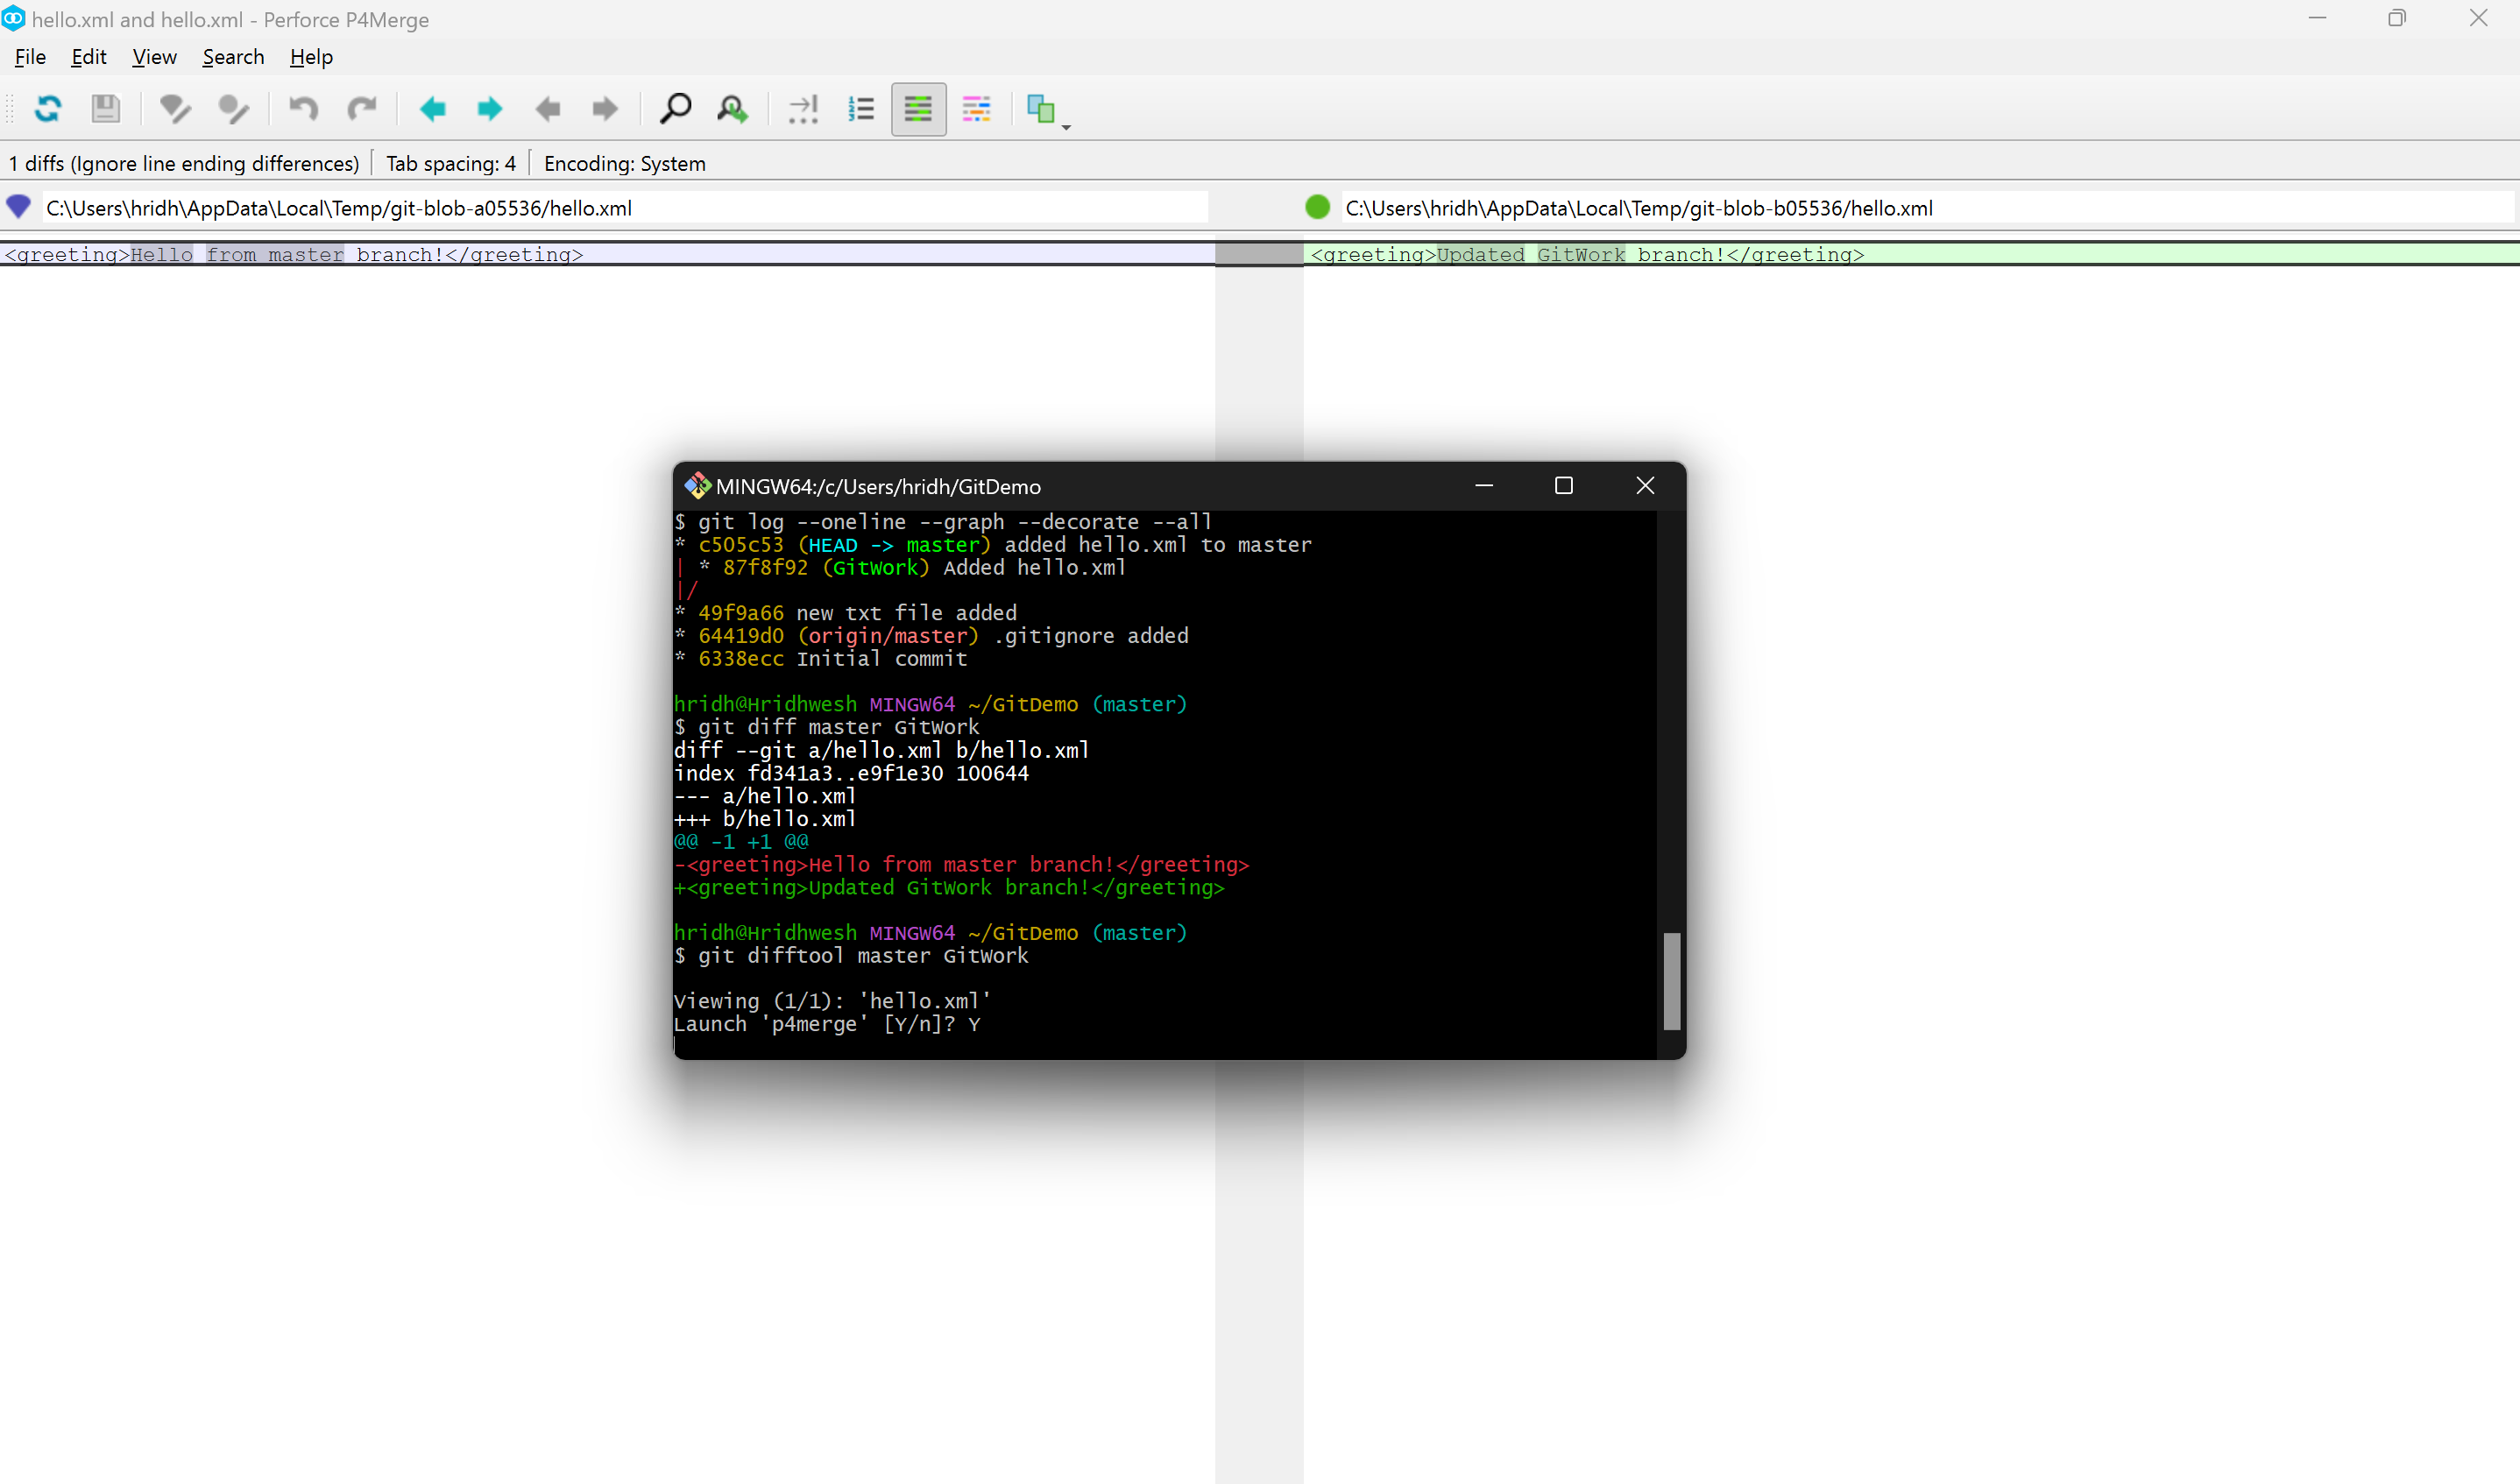 hello.xml and hello.xml - Perforce P4Merge
File Edit View Search Help
1 diffs (Ignore line ending differences) Tab spacing: 4 Encoding: System
C:\Users\hridh\AppData\Local\Temp/git-blob-a05536/hello.xml
C:\Users\hridh\AppData\Local\Temp/git-blob-b05536/hello.xml
<greeting>Hello from master branch!</greeting>
<greeting>Updated GitWork branch!</greeting>
MINGW64:/c/Users/hridh/GitDemo
$ git log --oneline --graph --decorate --all
* c505c53 (HEAD -> master) added hello.xml to master
| * 87f8f92 (GitWork) Added hello.xml
|/
* 49f9a66 new txt file added
* 64419d0 (origin/master) .gitignore added
* 6338ecc Initial commit
hridh@Hridhwesh MINGW64 ~/GitDemo (master)
$ git diff master GitWork
diff --git a/hello.xml b/hello.xml
index fd341a3..e9f1e30 100644
--- a/hello.xml
+++ b/hello.xml
@@ -1 +1 @@
-<greeting>Hello from master branch!</greeting>
+<greeting>Updated GitWork branch!</greeting>
hridh@Hridhwesh MINGW64 ~/GitDemo (master)
$ git difftool master GitWork
Viewing (1/1): 'hello.xml'
Launch 'p4merge' [Y/n]? Y